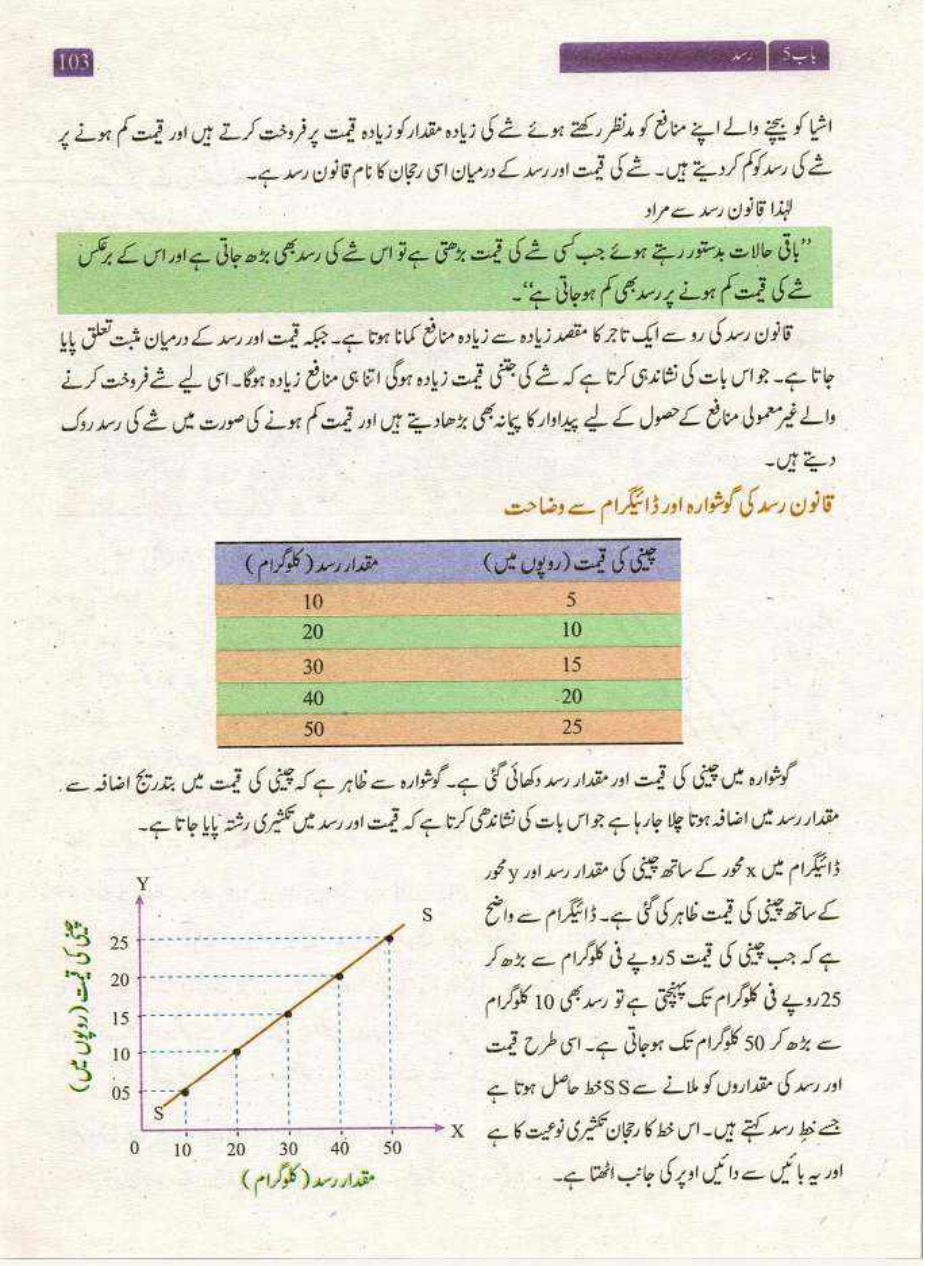 باب 5 رسد
103
اشیا کو بیچنے والے اپنے منافع کو مدنظر رکھتے ہوئے شے کی زیادہ مقدار کو زیادہ قیمت پر فروخت کرتے ہیں اور قیمت کم ہونے پر
شے کی رسد کو کم کر دیتے ہیں۔ شے کی قیمت اور رسد کے درمیان اسی رجحان کا نام قانون رسد ہے۔
لہٰذا قانون رسد سے مراد
”باقی حالات بدستور رہتے ہوئے جب کسی شے کی قیمت بڑھتی ہے تو اس شے کی رسد بھی بڑھ جاتی ہے اور اس کے برعکس
شے کی قیمت کم ہونے پر رسد بھی کم ہوجاتی ہے“۔
قانون رسد کی رو سے ایک تاجر کا مقصد زیادہ سے زیادہ منافع کمانا ہوتا ہے۔ جبکہ قیمت اور رسد کے درمیان مثبت تعلق پایا
جاتا ہے۔ جو اس بات کی نشاندہی کرتا ہے کہ شے کی جتنی قیمت زیادہ ہوگی اتنا ہی منافع زیادہ ہوگا۔ اسی لیے شے فروخت کرنے
والے غیر معمولی منافع کے حصول کے لیے پیداوار کا پیمانہ بھی بڑھا دیتے ہیں اور قیمت کم ہونے کی صورت میں شے کی رسد روک
دیتے ہیں۔
قانون رسد کی گوشوارہ اور ڈائیگرام سے وضاحت
چینی کی قیمت (روپوں میں) مقدار رسد (کلوگرام)
5 10
10 20
15 30
20 40
25 50
گوشوارہ میں چینی کی قیمت اور مقدار رسد دکھائی گئی ہے۔ گوشوارہ سے ظاہر ہے کہ چینی کی قیمت میں بتدریج اضافہ سے
مقدار رسد میں اضافہ ہوتا چلا جا رہا ہے جو اس بات کی نشاندھی کرتا ہے کہ قیمت اور رسد میں تکثیری رشتہ پایا جاتا ہے۔
ڈائیگرام میں x محور کے ساتھ چینی کی مقدار رسد اور y محور
کے ساتھ چینی کی قیمت ظاہر کی گئی ہے۔ ڈائیگرام سے واضح
ہے کہ جب چینی کی قیمت 5 روپے فی کلوگرام سے بڑھ کر
25 روپے فی کلوگرام تک پہنچتی ہے تو رسد بھی 10 کلوگرام
سے بڑھ کر 50 کلوگرام تک ہوجاتی ہے۔ اسی طرح قیمت
اور رسد کی مقداروں کو ملانے سے SS خط حاصل ہوتا ہے
جسے خطِ رسد کہتے ہیں۔ اس خط کا رجحان تکثیری نوعیت کا ہے
اور یہ بائیں سے دائیں اوپر کی جانب اٹھتا ہے۔
Y
چینی کی قیمت (روپوں میں)
25
20
15
10
05
S
S
0 10 20 30 40 50
X
مقدار رسد (کلوگرام)